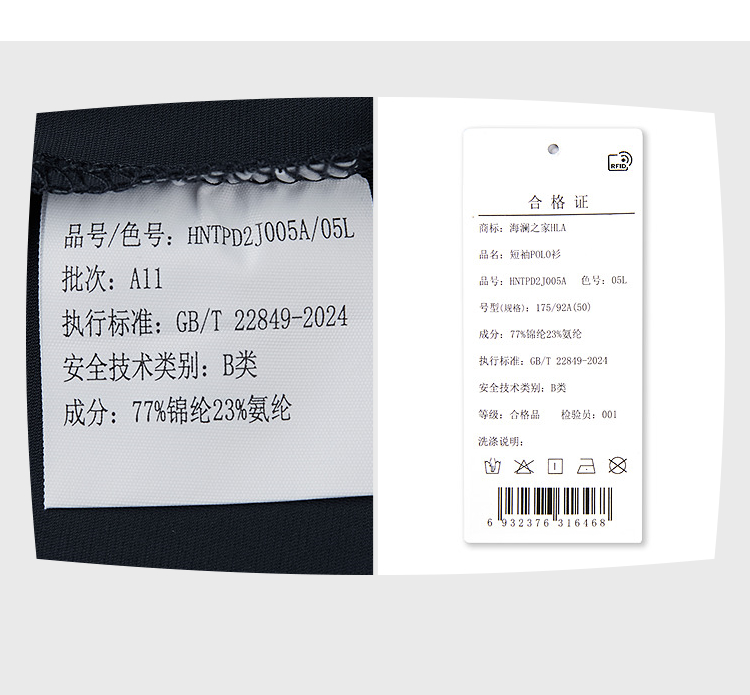 品号/色号：HNTPD2J005A/05L
批次：A11
执行标准：GB/T 22849-2024
安全技术类别：B类
成分：77%锦纶23%氨纶
RFID
合格证
商标：海澜之家HLA
品名：短袖POLO衫
品号：HNTPD2J005A 色号：05L
号型(规格)：175/92A(50)
成分：77%锦纶23%氨纶
执行标准：GB/T 22849-2024
安全技术类别：B类
等级：合格品 检验员：001
洗涤说明：
6 932376 316468